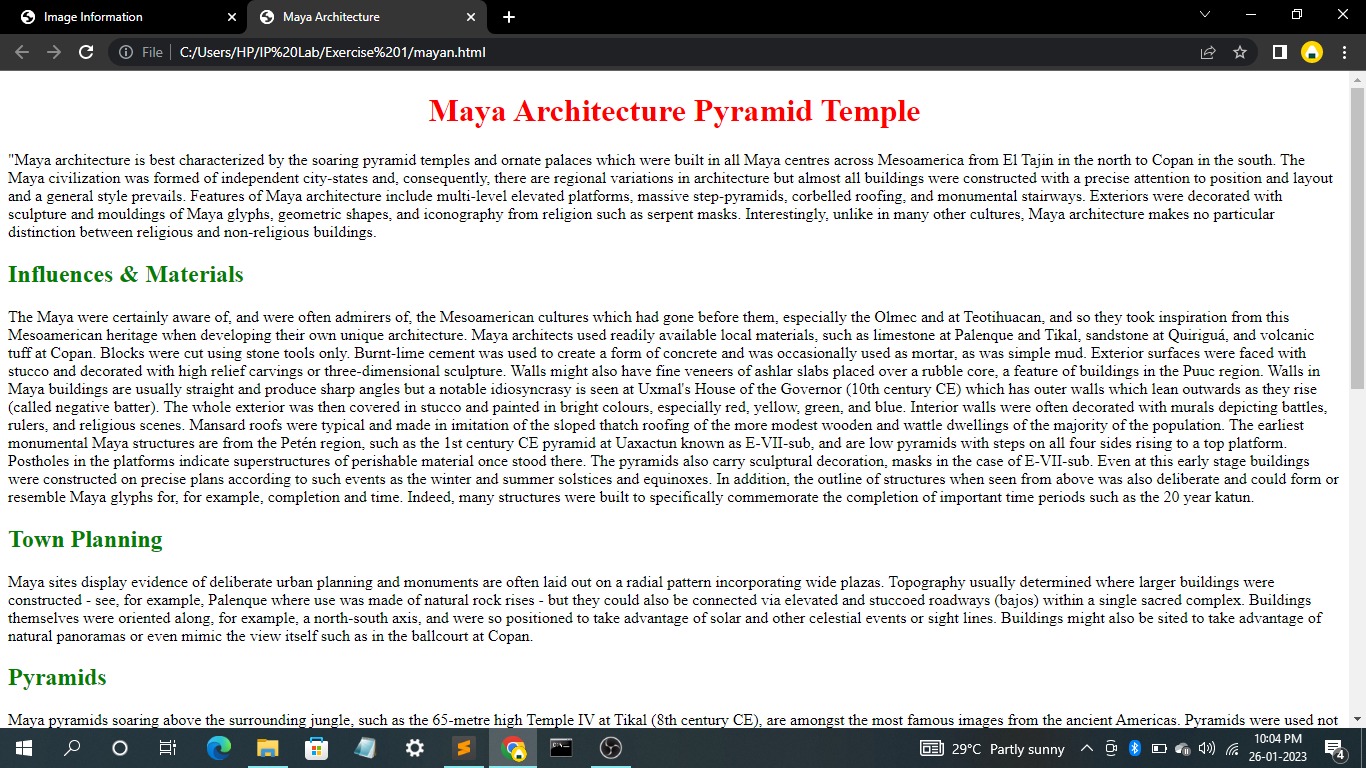 Image Information
Maya Architecture
File
C:/Users/HP/IP%20Lab/Exercise%201/mayan.html
Maya Architecture Pyramid Temple
"Maya architecture is best characterized by the soaring pyramid temples and ornate palaces which were built in all Maya centres across Mesoamerica from El Tajin in the north to Copan in the south. The
Maya civilization was formed of independent city-states and, consequently, there are regional variations in architecture but almost all buildings were constructed with a precise attention to position and layout
and a general style prevails. Features of Maya architecture include multi-level elevated platforms, massive step-pyramids, corbelled roofing, and monumental stairways. Exteriors were decorated with
sculpture and mouldings of Maya glyphs, geometric shapes, and iconography from religion such as serpent masks. Interestingly, unlike in many other cultures, Maya architecture makes no particular
distinction between religious and non-religious buildings.
Influences & Materials
The Maya were certainly aware of, and were often admirers of, the Mesoamerican cultures which had gone before them, especially the Olmec and at Teotihuacan, and so they took inspiration from this
Mesoamerican heritage when developing their own unique architecture. Maya architects used readily available local materials, such as limestone at Palenque and Tikal, sandstone at Quiriguá, and volcanic
tuff at Copan. Blocks were cut using stone tools only. Burnt-lime cement was used to create a form of concrete and was occasionally used as mortar, as was simple mud. Exterior surfaces were faced with
stucco and decorated with high relief carvings or three-dimensional sculpture. Walls might also have fine veneers of ashlar slabs placed over a rubble core, a feature of buildings in the Puuc region. Walls in
Maya buildings are usually straight and produce sharp angles but a notable idiosyncrasy is seen at Uxmal's House of the Governor (10th century CE) which has outer walls which lean outwards as they rise
(called negative batter). The whole exterior was then covered in stucco and painted in bright colours, especially red, yellow, green, and blue. Interior walls were often decorated with murals depicting battles,
rulers, and religious scenes. Mansard roofs were typical and made in imitation of the sloped thatch roofing of the more modest wooden and wattle dwellings of the majority of the population. The earliest
monumental Maya structures are from the Petén region, such as the 1st century CE pyramid at Uaxactun known as E-VII-sub, and are low pyramids with steps on all four sides rising to a top platform.
Postholes in the platforms indicate superstructures of perishable material once stood there. The pyramids also carry sculptural decoration, masks in the case of E-VII-sub. Even at this early stage buildings
were constructed on precise plans according to such events as the winter and summer solstices and equinoxes. In addition, the outline of structures when seen from above was also deliberate and could form or
resemble Maya glyphs for, for example, completion and time. Indeed, many structures were built to specifically commemorate the completion of important time periods such as the 20 year katun.
Town Planning
Maya sites display evidence of deliberate urban planning and monuments are often laid out on a radial pattern incorporating wide plazas. Topography usually determined where larger buildings were
constructed - see, for example, Palenque where use was made of natural rock rises - but they could also be connected via elevated and stuccoed roadways (bajos) within a single sacred complex. Buildings
themselves were oriented along, for example, a north-south axis, and were so positioned to take advantage of solar and other celestial events or sight lines. Buildings might also be sited to take advantage of
natural panoramas or even mimic the view itself such as in the ballcourt at Copan.
Pyramids
Maya pyramids soaring above the surrounding jungle, such as the 65-metre high Temple IV at Tikal (8th century CE), are amongst the most famous images from the ancient Americas. Pyramids were used not
29°C Partly sunny
10:04 PM
26-01-2023
4